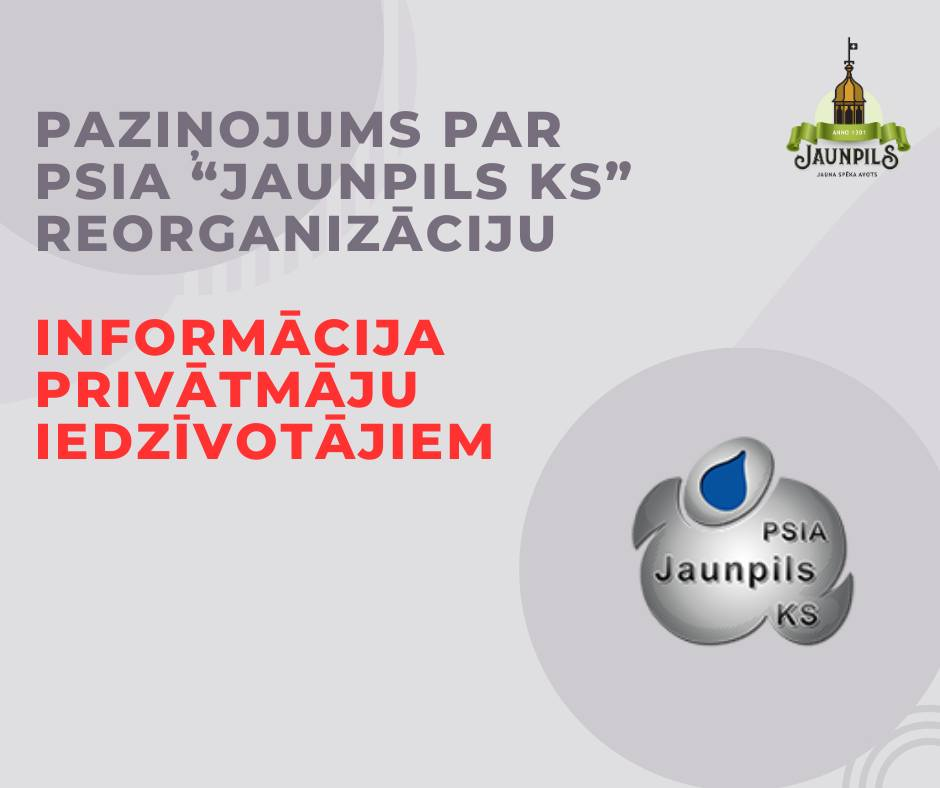 PAZIŅOJUMS PAR
PSIA “JAUNPILS KS”
REORGANIZĀCIJU
INFORMĀCIJA
PRIVĀTMĀJU
IEDZĪVOTĀJIEM
ANNO 1301
JAUNPILS
JAUNA SPĒKA AVOTS
PSIA
Jaunpils
KS